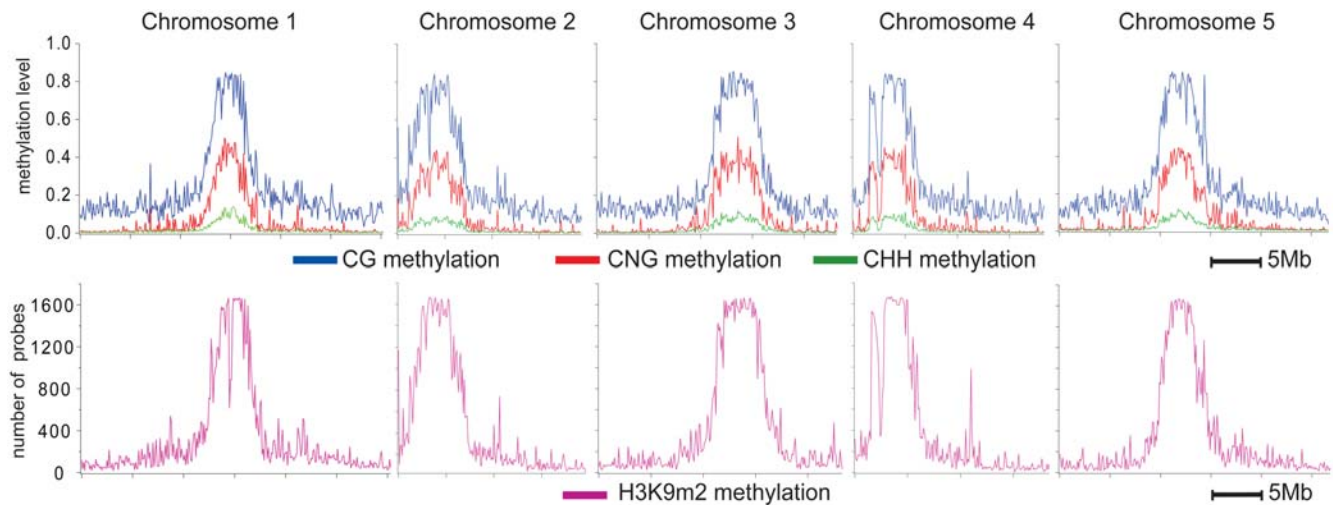 Chromosome 1 Chromosome 2 Chromosome 3 Chromosome 4 Chromosome 5
methylation level
1.0
0.8
0.6
0.4
0.2
0.0
CG methylation CNG methylation CHH methylation 5Mb
number of probes
1600
1200
800
400
0
H3K9m2 methylation 5Mb